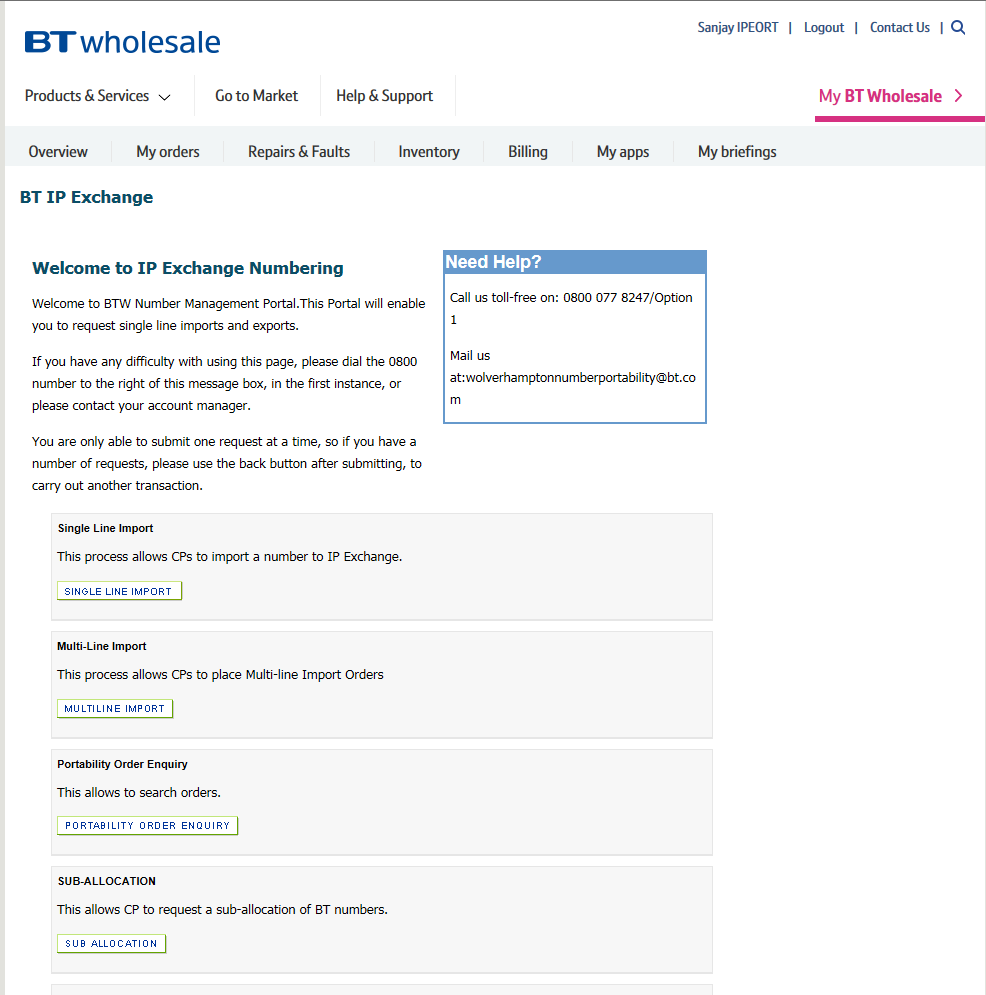 Sanjay IPEORT | Logout | Contact Us |
BT wholesale
Products & Services Go to Market Help & Support My BT Wholesale
Overview My orders Repairs & Faults Inventory Billing My apps My briefings
BT IP Exchange
Welcome to IP Exchange Numbering
Welcome to BTW Number Management Portal.This Portal will enable
you to request single line imports and exports.
If you have any difficulty with using this page, please dial the 0800
number to the right of this message box, in the first instance, or
please contact your account manager.
You are only able to submit one request at a time, so if you have a
number of requests, please use the back button after submitting, to
carry out another transaction.
Need Help?
Call us toll-free on: 0800 077 8247/Option
1
Mail us
at:wolverhamptonnumberportability@bt.co
m
Single Line Import
This process allows CPs to import a number to IP Exchange.
SINGLE LINE IMPORT
Multi-Line Import
This process allows CPs to place Multi-line Import Orders
MULTILINE IMPORT
Portability Order Enquiry
This allows to search orders.
PORTABILITY ORDER ENQUIRY
SUB-ALLOCATION
This allows CP to request a sub-allocation of BT numbers.
SUB ALLOCATION